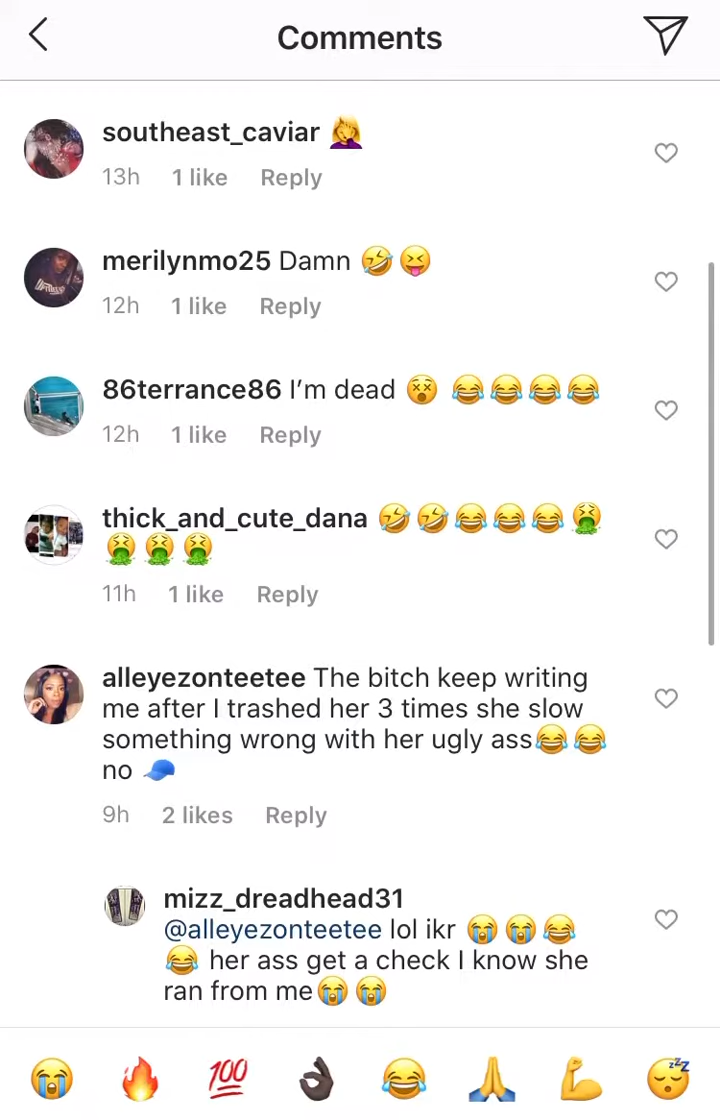 Comments
southeast_caviar 🤦‍♀️
13h 1 like Reply
merilynmo25 Damn 🤣😝
12h 1 like Reply
86terrance86 I’m dead 😵 😂😂😂😂
12h 1 like Reply
thick_and_cute_dana 🤣🤣😂😂😂🤮
🤮🤮🤮
11h 1 like Reply
alleyezonteetee The bitch keep writing
me after I trashed her 3 times she slow
something wrong with her ugly ass😂😂
no 🧢
9h 2 likes Reply
mizz_dreadhead31
@alleyezonteetee lol ikr 😭😭😂
😂 her ass get a check I know she
ran from me😭😭
😭 🔥 💯 👌🏿 😂 🙏 💪 😴